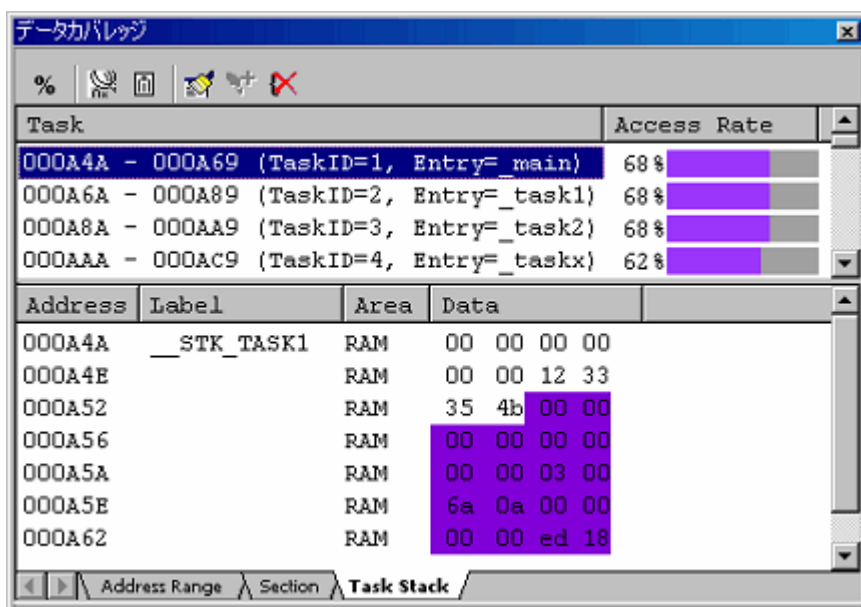 データカバレッジ
%
Task Access Rate
000A4A - 000A69 (TaskID=1, Entry=_main) 68%
000A6A - 000A89 (TaskID=2, Entry=_task1) 68%
000A8A - 000AA9 (TaskID=3, Entry=_task2) 68%
000AAA - 000AC9 (TaskID=4, Entry=_taskx) 62%
Address Label Area Data
000A4A __STK_TASK1 RAM 00 00 00 00
000A4E RAM 00 00 12 33
000A52 RAM 35 4b 00 00
000A56 RAM 00 00 00 00
000A5A RAM 00 00 03 00
000A5E RAM 6a 0a 00 00
000A62 RAM 00 00 ed 18
Address Range Section Task Stack